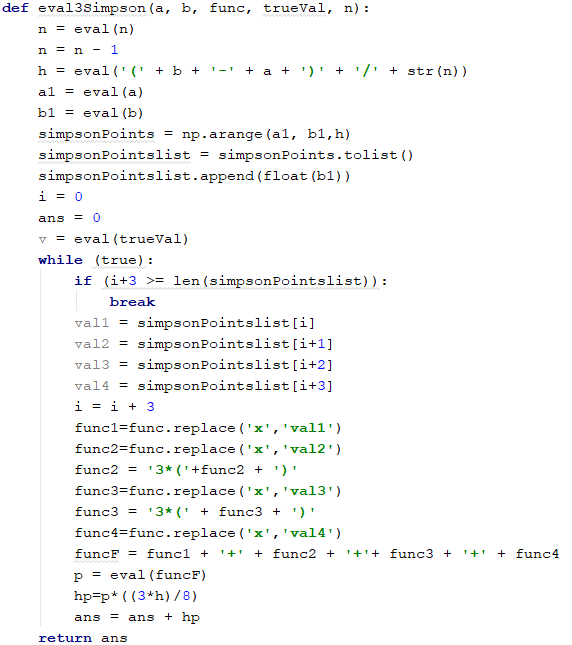 def eval3Simpson(a, b, func, trueVal, n):
    n = eval(n)
    n = n - 1
    h = eval('(' + b + '-' + a + ')' + '/' + str(n))
    a1 = eval(a)
    b1 = eval(b)
    simpsonPoints = np.arange(a1, b1,h)
    simpsonPointslist = simpsonPoints.tolist()
    simpsonPointslist.append(float(b1))
    i = 0
    ans = 0
    v = eval(trueVal)
    while (true):
        if (i+3 >= len(simpsonPointslist)):
            break
        val1 = simpsonPointslist[i]
        val2 = simpsonPointslist[i+1]
        val3 = simpsonPointslist[i+2]
        val4 = simpsonPointslist[i+3]
        i = i + 3
        func1=func.replace('x','val1')
        func2=func.replace('x','val2')
        func2 = '3*('+func2 + ')'
        func3=func.replace('x','val3')
        func3 = '3*(' + func3 + ')'
        func4=func.replace('x','val4')
        funcF = func1 + '+' + func2 + '+'+ func3 + '+' + func4
        p = eval(funcF)
        hp=p*((3*h)/8)
        ans = ans + hp
    return ans